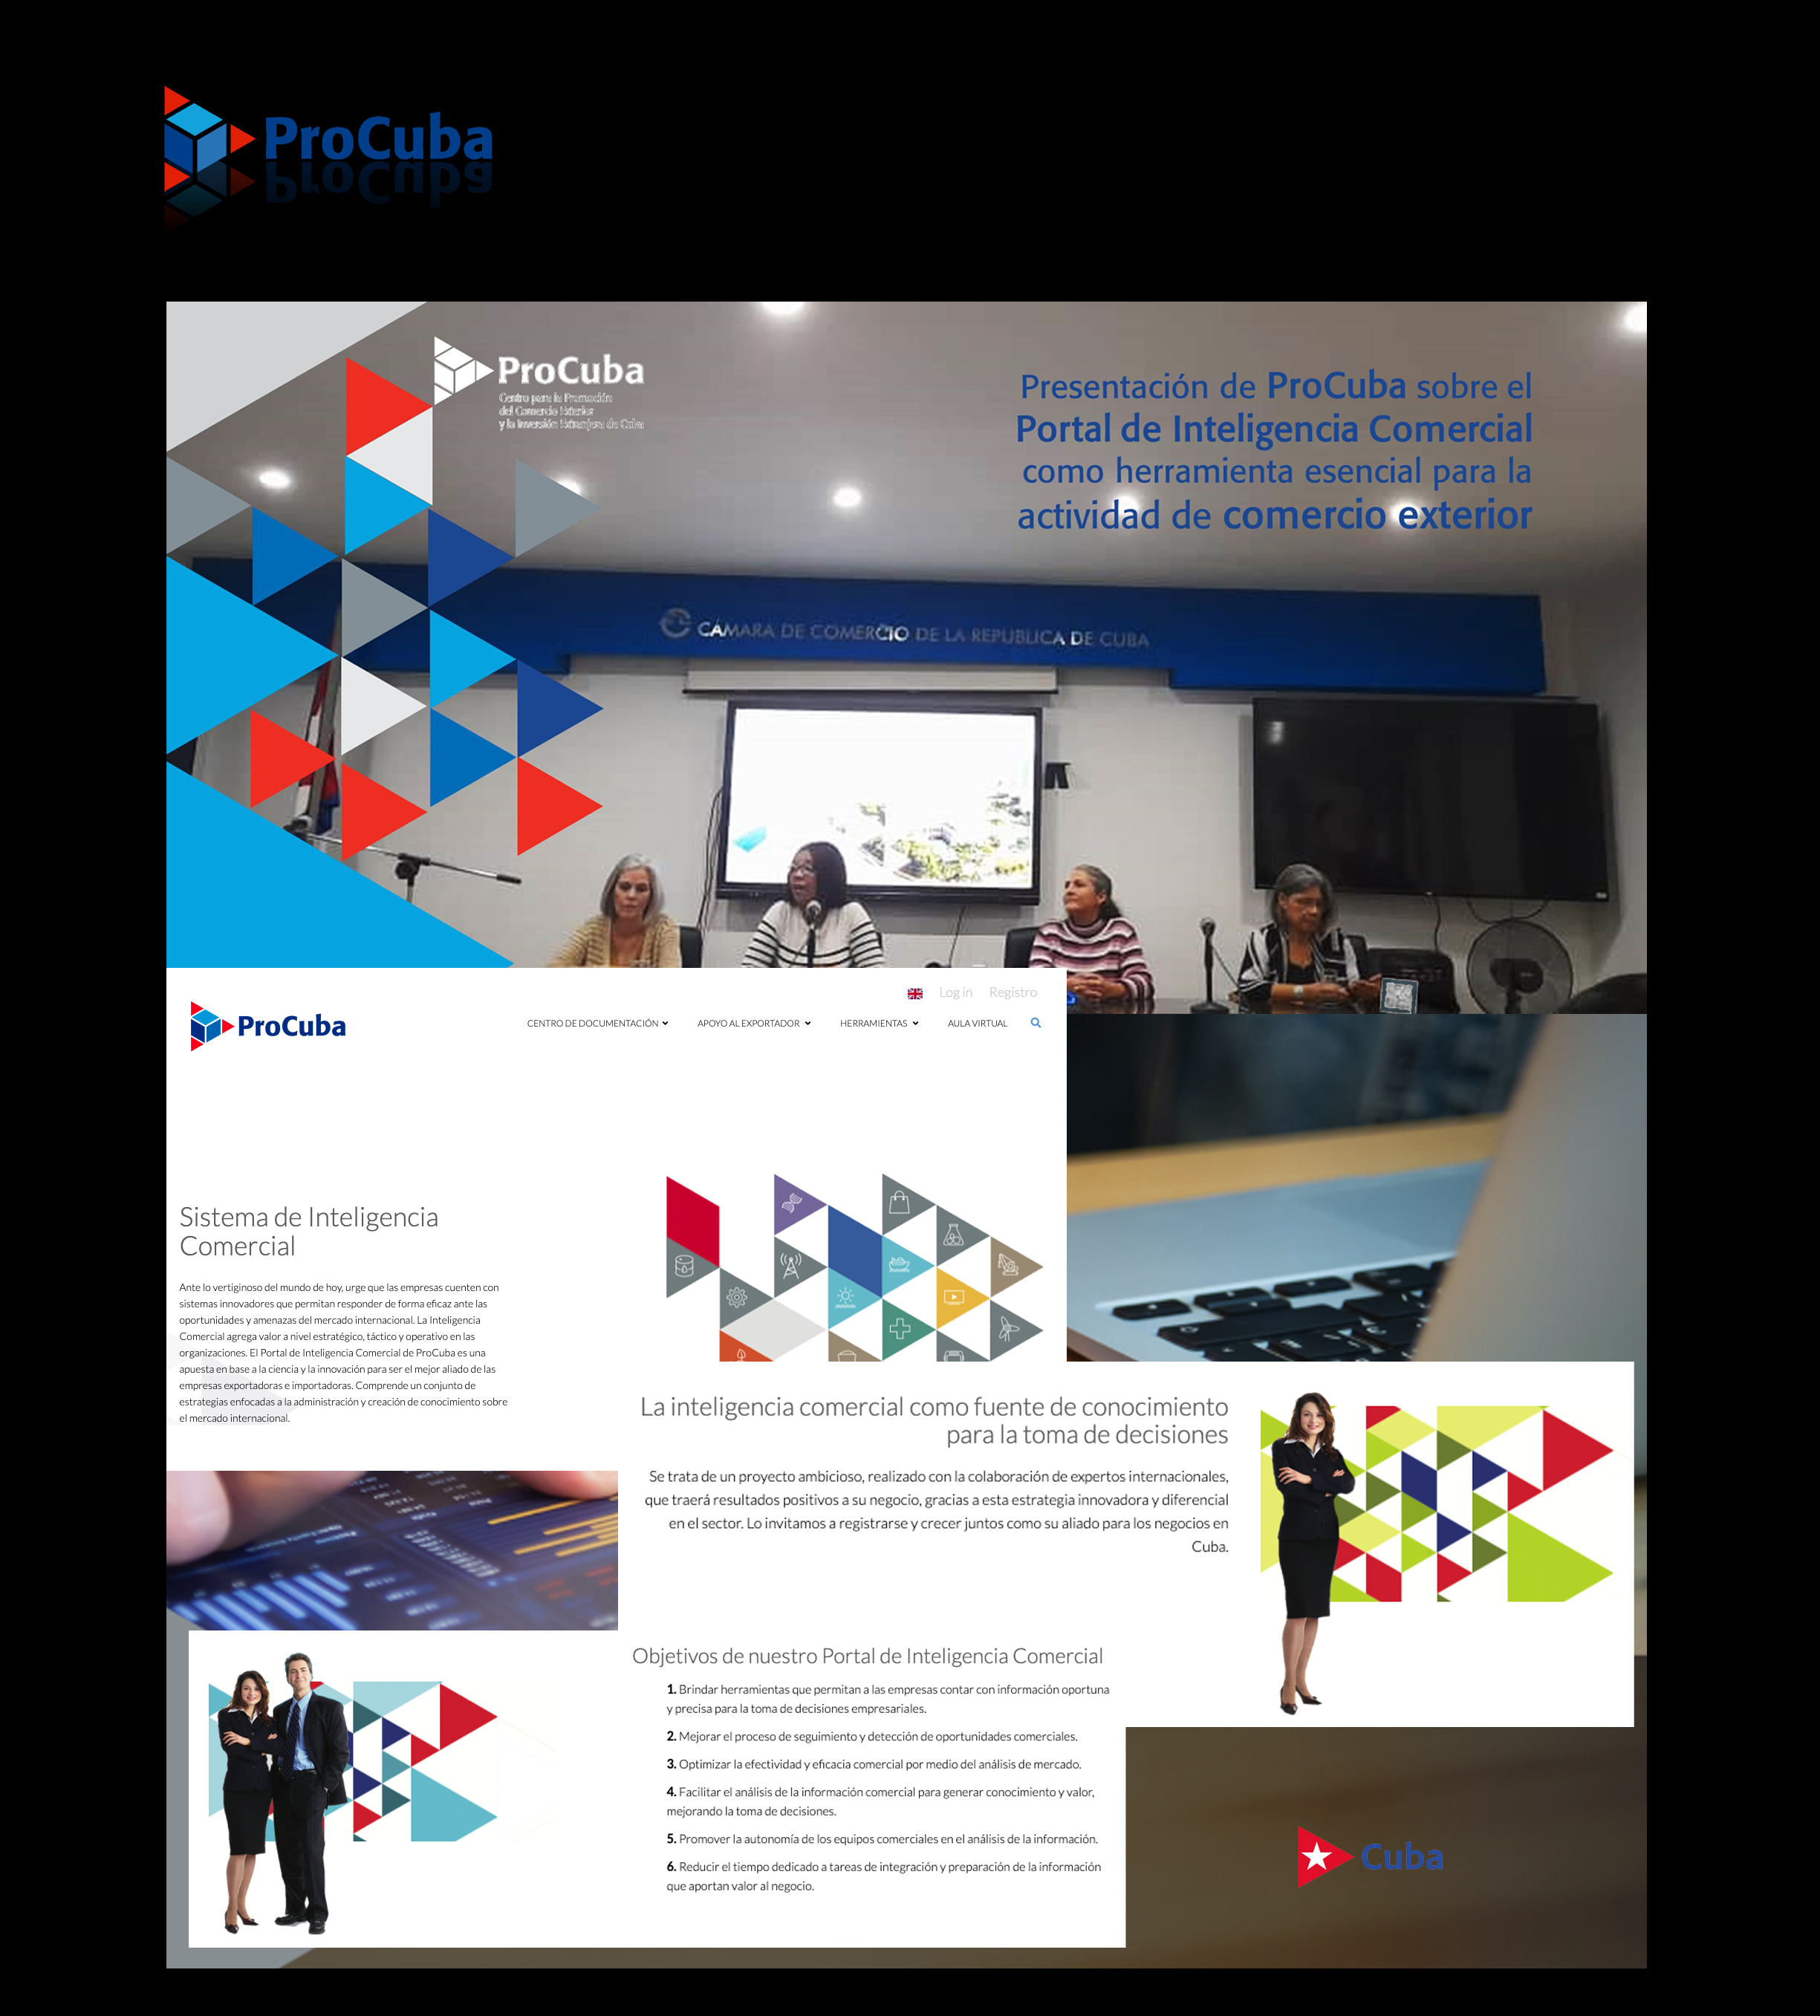 ProCuba
ProCuba
Centro para la Promoción
del Comercio Exterior
y la Inversión Extranjera de Cuba
Presentación de ProCuba sobre el
Portal de Inteligencia Comercial
como herramienta esencial para la
actividad de comercio exterior
CÁMARA DE COMERCIO DE LA REPUBLICA DE CUBA
Log in Registro
ProCuba
CENTRO DE DOCUMENTACIÓN APOYO AL EXPORTADOR HERRAMIENTAS AULA VIRTUAL
Sistema de Inteligencia
Comercial
Ante lo vertiginoso del mundo de hoy, urge que las empresas cuenten con
sistemas innovadores que permitan responder de forma eficaz ante las
oportunidades y amenazas del mercado internacional. La Inteligencia
Comercial agrega valor a nivel estratégico, táctico y operativo en las
organizaciones. El Portal de Inteligencia Comercial de ProCuba es una
apuesta en base a la ciencia y la innovación para ser el mejor aliado de las
empresas exportadoras e importadoras. Comprende un conjunto de
estrategias enfocadas a la administración y creación de conocimiento sobre
el mercado internacional.
La inteligencia comercial como fuente de conocimiento
para la toma de decisiones
Se trata de un proyecto ambicioso, realizado con la colaboración de expertos internacionales,
que traerá resultados positivos a su negocio, gracias a esta estrategia innovadora y diferencial
en el sector. Lo invitamos a registrarse y crecer juntos como su aliado para los negocios en
Cuba.
Objetivos de nuestro Portal de Inteligencia Comercial
1. Brindar herramientas que permitan a las empresas contar con información oportuna
y precisa para la toma de decisiones empresariales.
2. Mejorar el proceso de seguimiento y detección de oportunidades comerciales.
3. Optimizar la efectividad y eficacia comercial por medio del análisis de mercado.
4. Facilitar el análisis de la información comercial para generar conocimiento y valor,
mejorando la toma de decisiones.
5. Promover la autonomía de los equipos comerciales en el análisis de la información.
6. Reducir el tiempo dedicado a tareas de integración y preparación de la información
que aportan valor al negocio.
Cuba